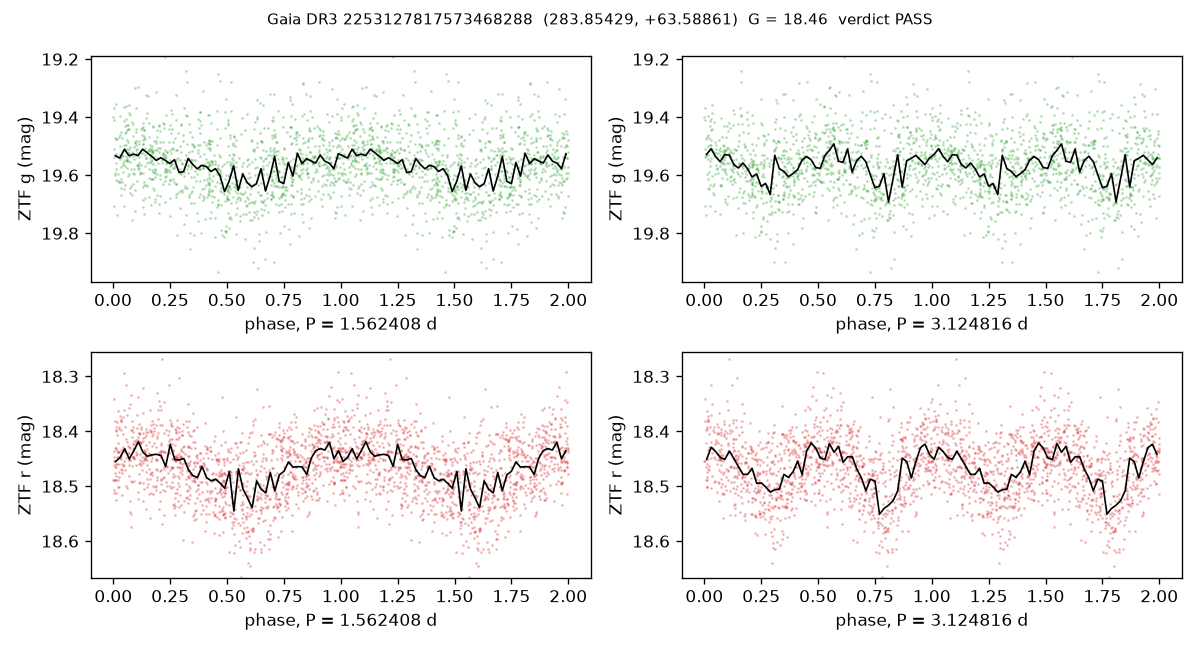 Gaia DR3 2253127817573468288 (283.85429, +63.58861) G = 18.46 verdict PASS
ZTF g (mag)
19.2
19.4
19.6
19.8
0.00 0.25 0.50 0.75 1.00 1.25 1.50 1.75 2.00
phase, P = 1.562408 d
ZTF g (mag)
19.2
19.4
19.6
19.8
0.00 0.25 0.50 0.75 1.00 1.25 1.50 1.75 2.00
phase, P = 3.124816 d
ZTF r (mag)
18.3
18.4
18.5
18.6
0.00 0.25 0.50 0.75 1.00 1.25 1.50 1.75 2.00
phase, P = 1.562408 d
ZTF r (mag)
18.3
18.4
18.5
18.6
0.00 0.25 0.50 0.75 1.00 1.25 1.50 1.75 2.00
phase, P = 3.124816 d